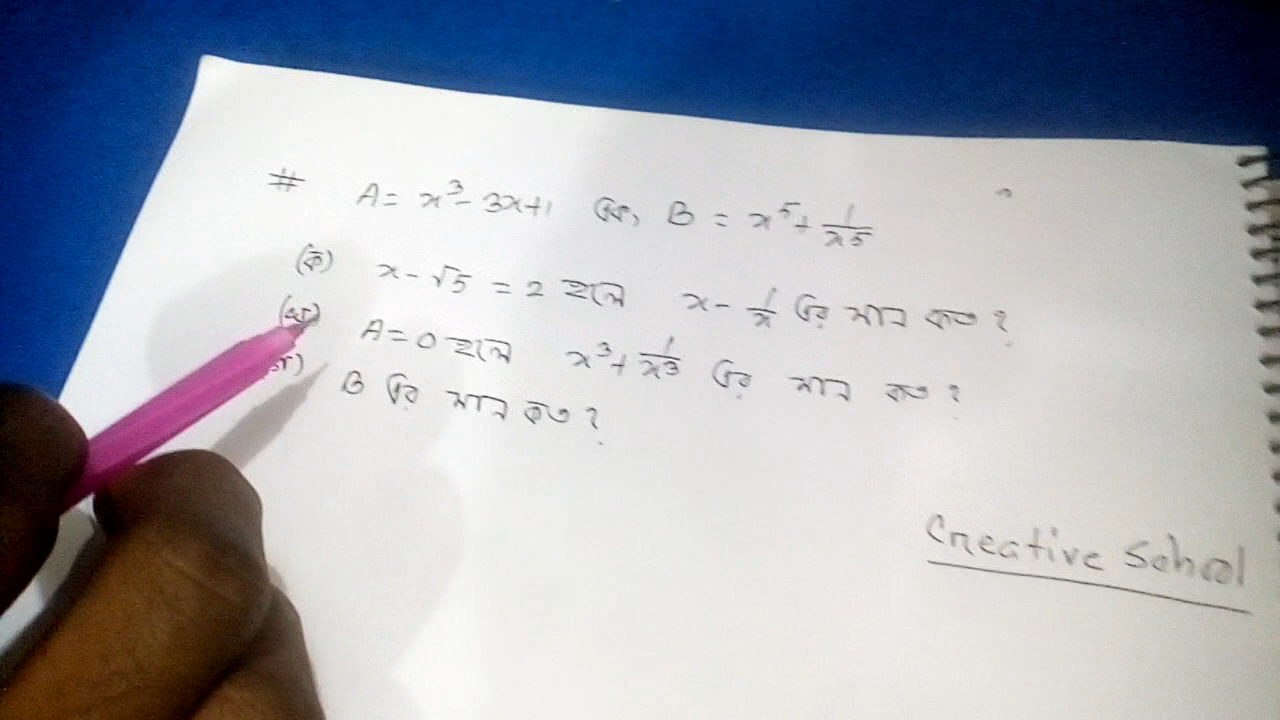 # A = x³ - 3x + 1 এবং, B = x⁵ + 1/x⁵
(ক) x - √5 = 2 হলে x - 1/x এর মান কত ?
(খ) A = 0 হলে x³ + 1/x³ এর মান কত ?
B এর মান কত ?
Creative School